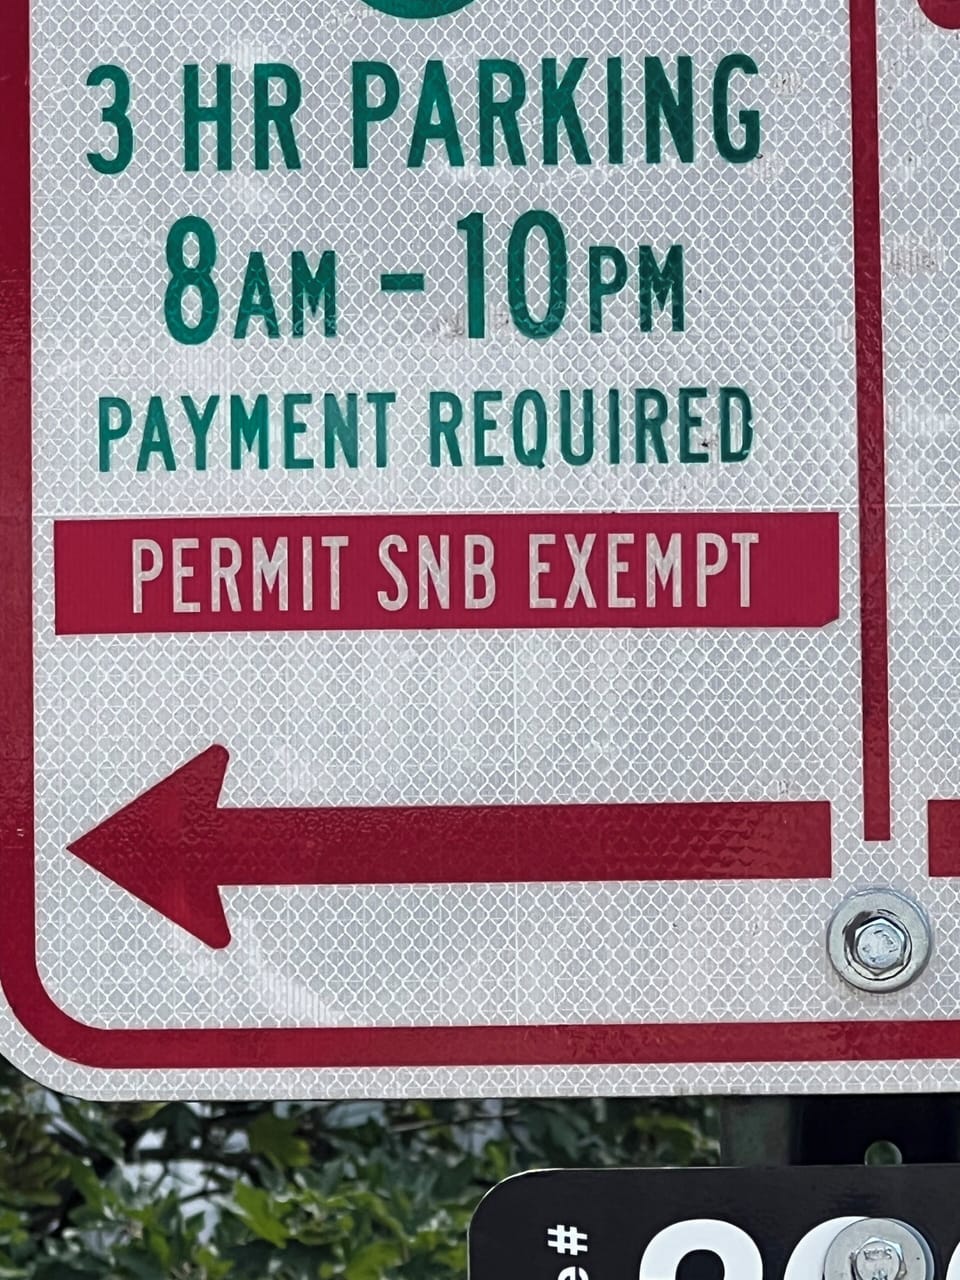 3 HR PARKING
8AM - 10PM
PAYMENT REQUIRED
PERMIT SNB EXEMPT